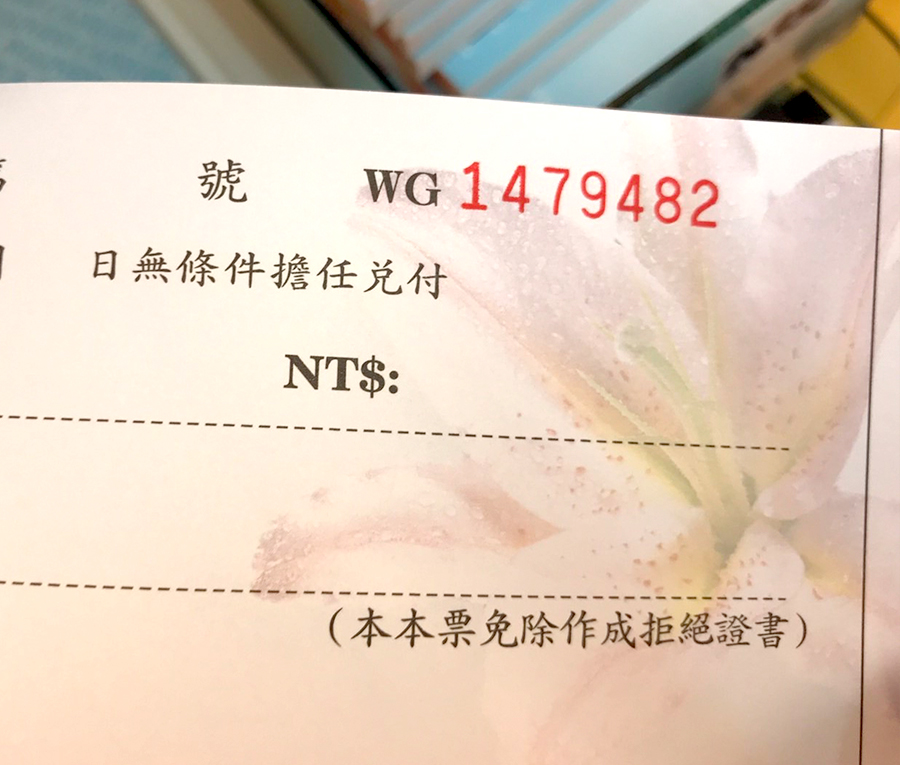 號 WG 1479482
日無條件擔任兌付
NT$:
(本本票免除作成拒絕證書)